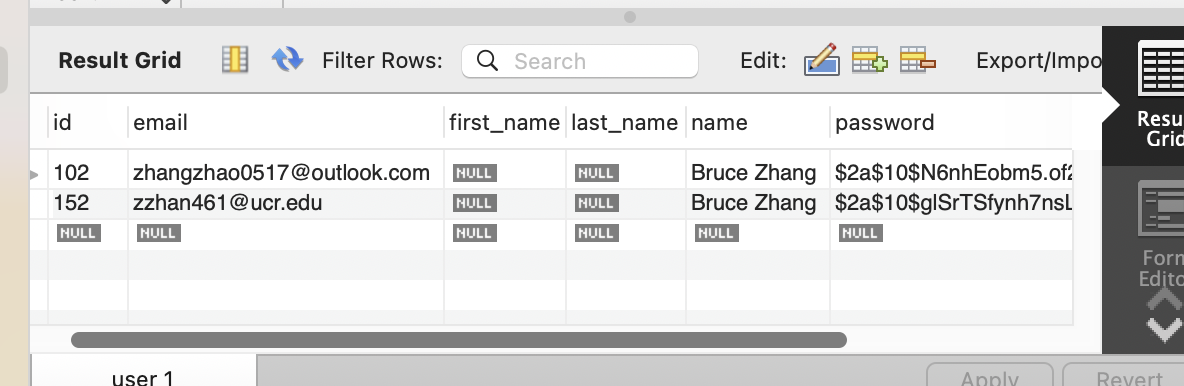 Result Grid Filter Rows: Search Edit: Export/Impo
id email first_name last_name name password
102 zhangzhao0517@outlook.com NULL NULL Bruce Zhang $2a$10$N6nhEobm5.of2
152 zzhan461@ucr.edu NULL NULL Bruce Zhang $2a$10$glSrTSfynh7nsL
NULL NULL NULL NULL NULL NULL
Resu
Grid
Form
Edito
user 1 Apply Revert